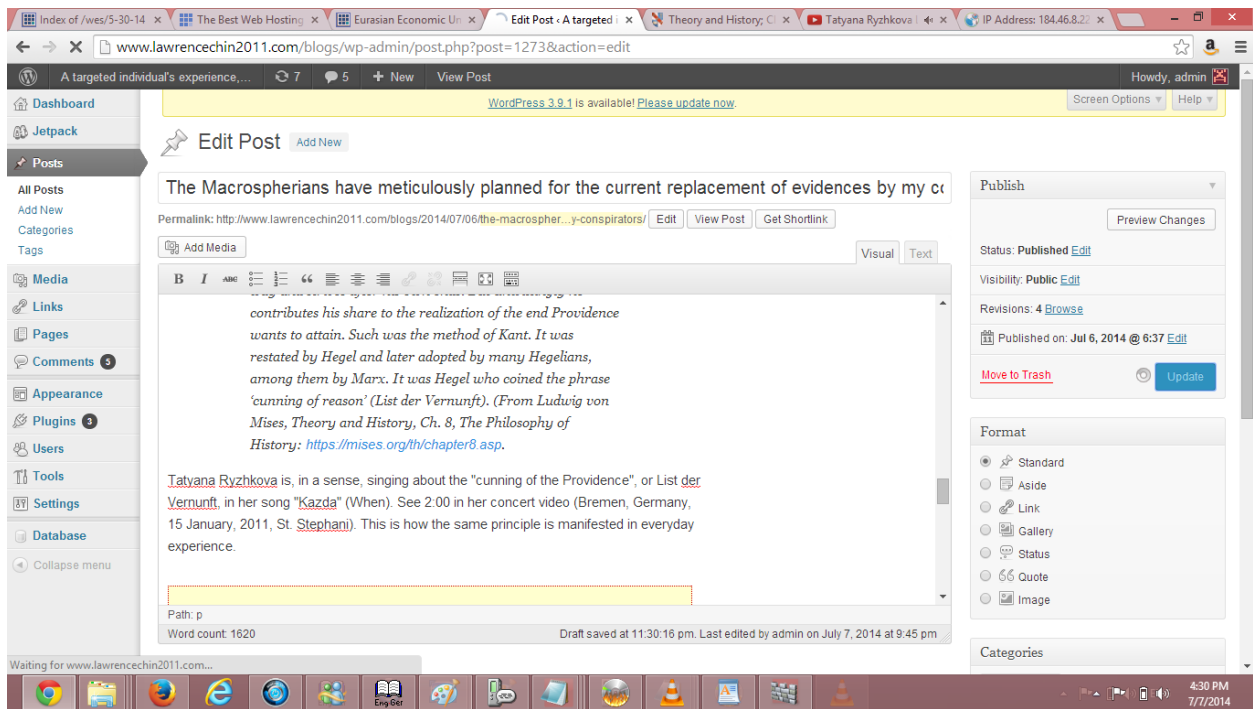 Index of /wes/5-30-14
The Best Web Hosting
Eurasian Economic Un
Edit Post ‹ A targeted i
Theory and History; C
Tatyana Ryzhkova
IP Address: 184.46.8.22
www.lawrencechin2011.com/blogs/wp-admin/post.php?post=1273&action=edit
A targeted individual's experience,... 7 5 + New View Post Howdy, admin
WordPress 3.9.1 is available! Please update now. Screen Options Help
Dashboard
Jetpack
Posts
All Posts
Add New
Categories
Tags
Media
Links
Pages
Comments 5
Appearance
Plugins 3
Users
Tools
Settings
Database
Collapse menu
Edit Post Add New
The Macrospherians have meticulously planned for the current replacement of evidences by my co
Permalink: http://www.lawrencechin2011.com/blogs/2014/07/06/the-macrospher…y-conspirators/ Edit View Post Get Shortlink
Add Media Visual Text
B I ABC
contributes his share to the realization of the end Providence
wants to attain. Such was the method of Kant. It was
restated by Hegel and later adopted by many Hegelians,
among them by Marx. It was Hegel who coined the phrase
‘cunning of reason’ (List der Vernunft). (From Ludwig von
Mises, Theory and History, Ch. 8, The Philosophy of
History: https://mises.org/th/chapter8.asp.
Tatyana Ryzhkova is, in a sense, singing about the "cunning of the Providence", or List der
Vernunft, in her song "Kazda" (When). See 2:00 in her concert video (Bremen, Germany,
15 January, 2011, St. Stephani). This is how the same principle is manifested in everyday
experience.
Path: p
Word count: 1620 Draft saved at 11:30:16 pm. Last edited by admin on July 7, 2014 at 9:45 pm
Publish
Preview Changes
Status: Published Edit
Visibility: Public Edit
Revisions: 4 Browse
Published on: Jul 6, 2014 @ 6:37 Edit
Move to Trash Update
Format
Standard
Aside
Link
Gallery
Status
Quote
Image
Categories
Waiting for www.lawrencechin2011.com...
Eng-Ger
4:30 PM
7/7/2014